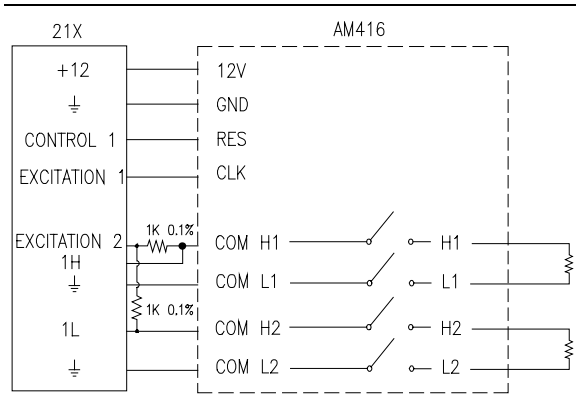 21X AM416
+12 12V
GND
CONTROL 1 RES
EXCITATION 1 CLK
1K 0.1%
EXCITATION 2 COM H1 H1
1H
COM L1 L1
1K 0.1%
1L COM H2 H2
COM L2 L2